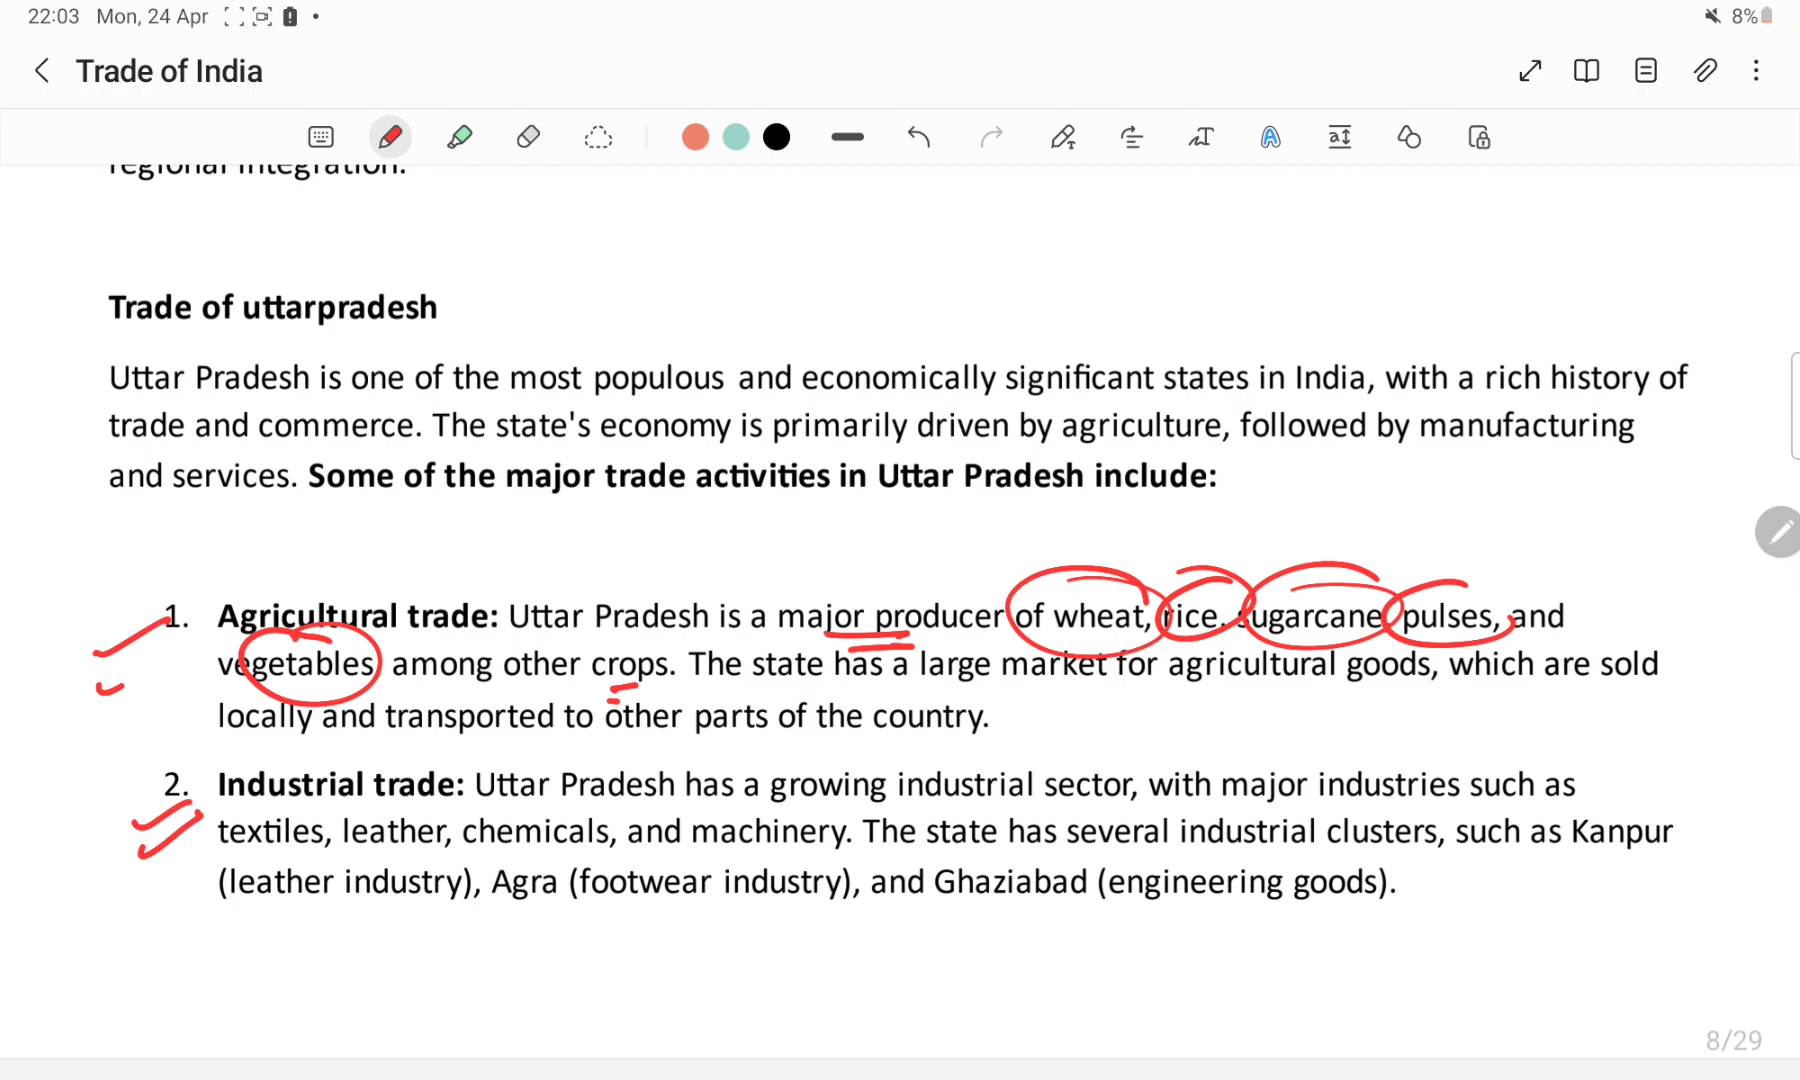 22:03 Mon, 24 Apr 8%
Trade of India
regional integration.
Trade of uttarpradesh
Uttar Pradesh is one of the most populous and economically significant states in India, with a rich history of
trade and commerce. The state's economy is primarily driven by agriculture, followed by manufacturing
and services. Some of the major trade activities in Uttar Pradesh include:
1. Agricultural trade: Uttar Pradesh is a major producer of wheat, rice, sugarcane, pulses, and
vegetables among other crops. The state has a large market for agricultural goods, which are sold
locally and transported to other parts of the country.
2. Industrial trade: Uttar Pradesh has a growing industrial sector, with major industries such as
textiles, leather, chemicals, and machinery. The state has several industrial clusters, such as Kanpur
(leather industry), Agra (footwear industry), and Ghaziabad (engineering goods).
8/29